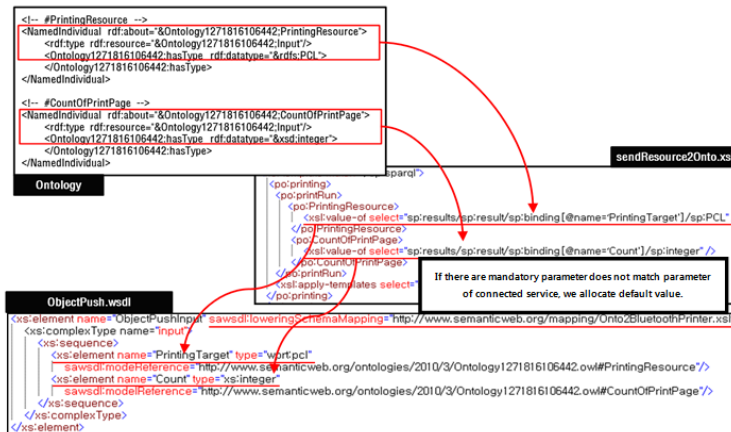 <!-- #PrintingResource -->
<NamedIndividual rdf:about="&Ontology1271816106442;PrintingResource">
<rdf:type rdf:resource="&Ontology1271816106442;Input"/>
<Ontology1271816106442:hasType rdf:datatype="&rdfs;PCL">
</Ontology1271816106442:hasType>
</NamedIndividual>
<!-- #CountOfPrintPage -->
<NamedIndividual rdf:about="&Ontology1271816106442;CountOfPrintPage">
<rdf:type rdf:resource="&Ontology1271816106442;Input"/>
<Ontology1271816106442:hasType rdf:datatype="&xsd;integer">
</Ontology1271816106442:hasType>
</NamedIndividual>
Ontology
sendResource2Onto.xs
sparql">
<po:printing>
<po:printRun>
<po:PrintingResource>
<xsl:value-of select="sp:results/sp:result/sp:binding[@name='PrintingTarget']/sp:PCL"
</po:PrintingResource>
<po:CountOfPrintPage>
<xsl:value-of select="sp:results/sp:result/sp:binding[@name='Count']/sp:integer"/>
</po:CountOfPrintPage>
</po:printRun>
<xsl:apply-templates select="
</po:printing>
If there are mandatory parameter does not match parameter
of connected service, we allocate default value.
ObjectPush.wsdl
<xs:element name="ObjectPushInput" sawsdl:loweringSchemaMapping="http://www.semanticweb.org/mapping/Onto2BluetoothPrinter.xsl
<xs:complexType name="input">
<xs:sequence>
<xs:element name="PrintingTarget" type="wprt:pcl"
sawsdl:modeReference="http://www.semanticweb.org/ontologies/2010/3/Ontology1271816106442.owl#PrintingResource"/>
<xs:element name="Count" type="xs:integer"
sawsdl:modelReference="http://www.semanticweb.org/ontologies/2010/3/Ontology1271816106442.owl#CountOfPrintPage"/>
</xs:sequence>
</xs:complexType>
</xs:element>